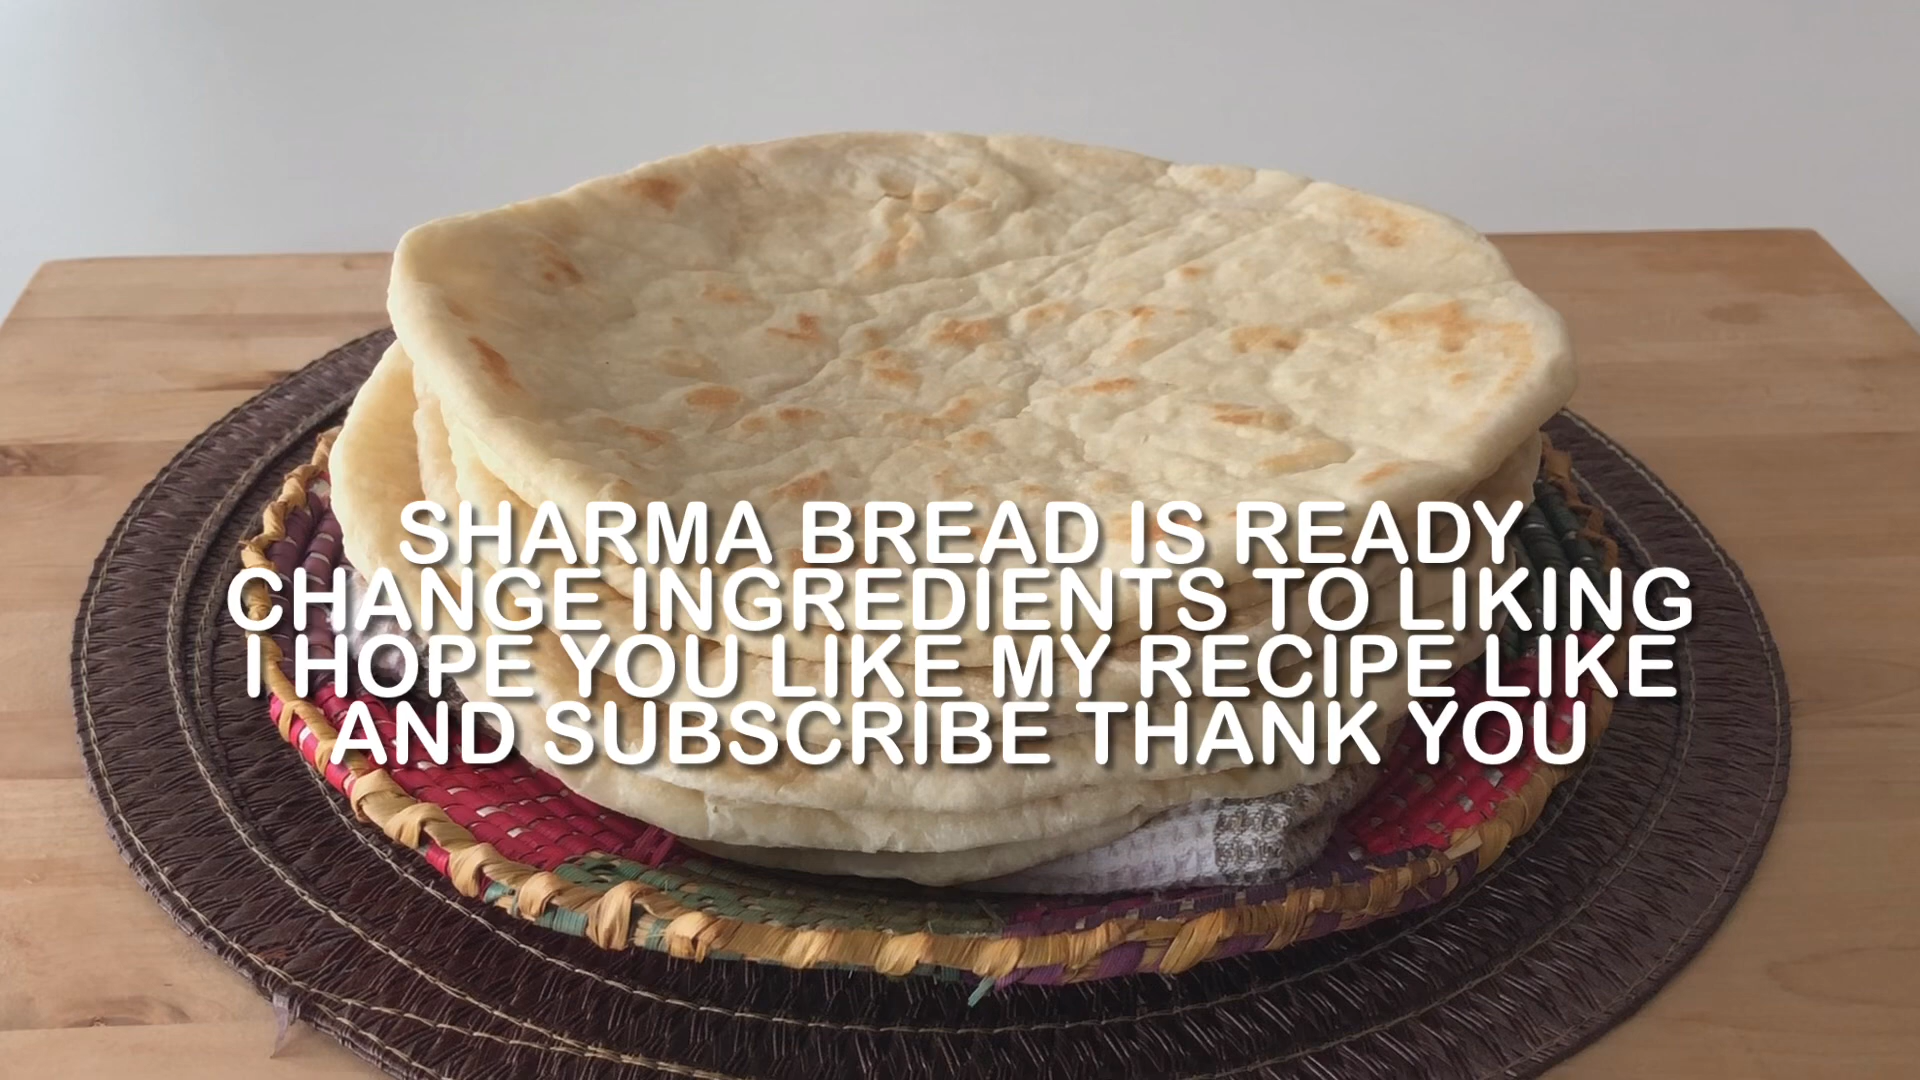 SHARMA BREAD IS READY
CHANGE INGREDIENTS TO LIKING
I HOPE YOU LIKE MY RECIPE LIKE
AND SUBSCRIBE THANK YOU